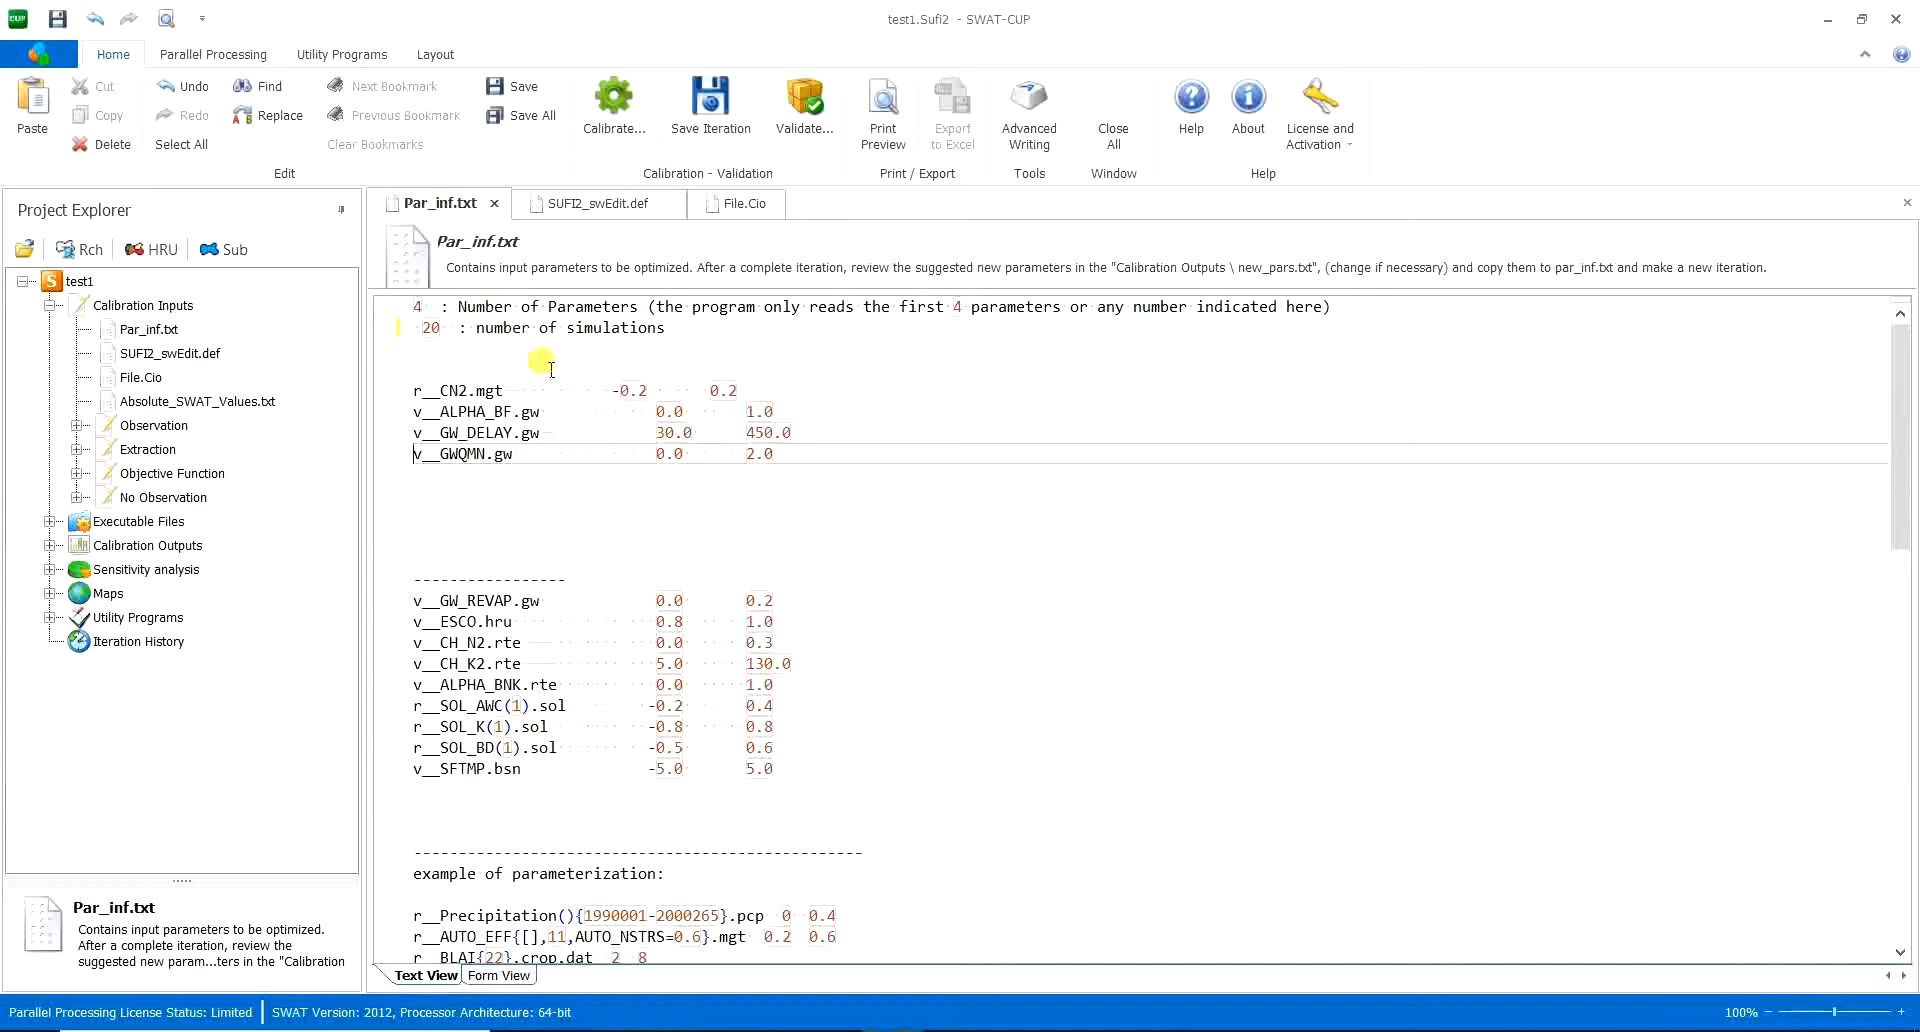 CUP
test1.Sufi2 - SWAT-CUP
Home Parallel Processing Utility Programs Layout
Paste
Cut
Copy
Delete
Undo
Redo
Select All
Find
Replace
Next Bookmark
Previous Bookmark
Clear Bookmarks
Save
Save All
Calibrate...
Save Iteration
Validate...
Print Preview
Export to Excel
Advanced Writing
Close All
Help
About
License and Activation
Edit
Calibration - Validation
Print / Export
Tools
Window
Help
Project Explorer
Rch HRU Sub
test1
Calibration Inputs
Par_inf.txt
SUFI2_swEdit.def
File.Cio
Absolute_SWAT_Values.txt
Observation
Extraction
Objective Function
No Observation
Executable Files
Calibration Outputs
Sensitivity analysis
Maps
Utility Programs
Iteration History
Par_inf.txt
Contains input parameters to be optimized.
After a complete iteration, review the
suggested new param...ters in the "Calibration
Par_inf.txt SUFI2_swEdit.def File.Cio
Par_inf.txt
Contains input parameters to be optimized. After a complete iteration, review the suggested new parameters in the "Calibration Outputs \ new_pars.txt", (change if necessary) and copy them to par_inf.txt and make a new iteration.
4 : Number of Parameters (the program only reads the first 4 parameters or any number indicated here)
20 : number of simulations
r__CN2.mgt -0.2 0.2
v__ALPHA_BF.gw 0.0 1.0
v__GW_DELAY.gw 30.0 450.0
v__GWQMN.gw 0.0 2.0
-----------------
v__GW_REVAP.gw 0.0 0.2
v__ESCO.hru 0.8 1.0
v__CH_N2.rte 0.0 0.3
v__CH_K2.rte 5.0 130.0
v__ALPHA_BNK.rte 0.0 1.0
r__SOL_AWC(1).sol -0.2 0.4
r__SOL_K(1).sol -0.8 0.8
r__SOL_BD(1).sol -0.5 0.6
v__SFTMP.bsn -5.0 5.0
--------------------------------------------------
example of parameterization:
r__Precipitation(){1990001-2000265}.pcp 0 0.4
r__AUTO_EFF{[],11,AUTO_NSTRS=0.6}.mgt 0.2 0.6
r__BLAI{22}.crop.dat 2 8
Text View Form View
Parallel Processing License Status: Limited SWAT Version: 2012, Processor Architecture: 64-bit
100%